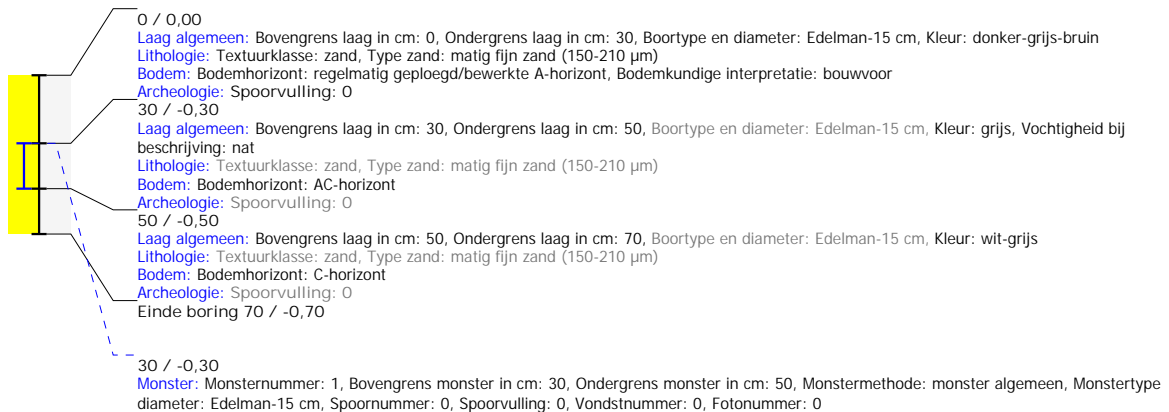 0 / 0,00
Laag algemeen: Bovengrens laag in cm: 0, Ondergrens laag in cm: 30, Boortype en diameter: Edelman-15 cm, Kleur: donker-grijs-bruin
Lithologie: Textuurklasse: zand, Type zand: matig fijn zand (150-210 µm)
Bodem: Bodemhorizont: regelmatig geploegd/bewerkte A-horizont, Bodemkundige interpretatie: bouwvoor
Archeologie: Spoorvulling: 0
30 / -0,30
Laag algemeen: Bovengrens laag in cm: 30, Ondergrens laag in cm: 50, Boortype en diameter: Edelman-15 cm, Kleur: grijs, Vochtigheid bij
beschrijving: nat
Lithologie: Textuurklasse: zand, Type zand: matig fijn zand (150-210 µm)
Bodem: Bodemhorizont: AC-horizont
Archeologie: Spoorvulling: 0
50 / -0,50
Laag algemeen: Bovengrens laag in cm: 50, Ondergrens laag in cm: 70, Boortype en diameter: Edelman-15 cm, Kleur: wit-grijs
Lithologie: Textuurklasse: zand, Type zand: matig fijn zand (150-210 µm)
Bodem: Bodemhorizont: C-horizont
Archeologie: Spoorvulling: 0
Einde boring 70 / -0,70
30 / -0,30
Monster: Monsternummer: 1, Bovengrens monster in cm: 30, Ondergrens monster in cm: 50, Monstermethode: monster algemeen, Monstertype
diameter: Edelman-15 cm, Spoornummer: 0, Spoorvulling: 0, Vondstnummer: 0, Fotonummer: 0